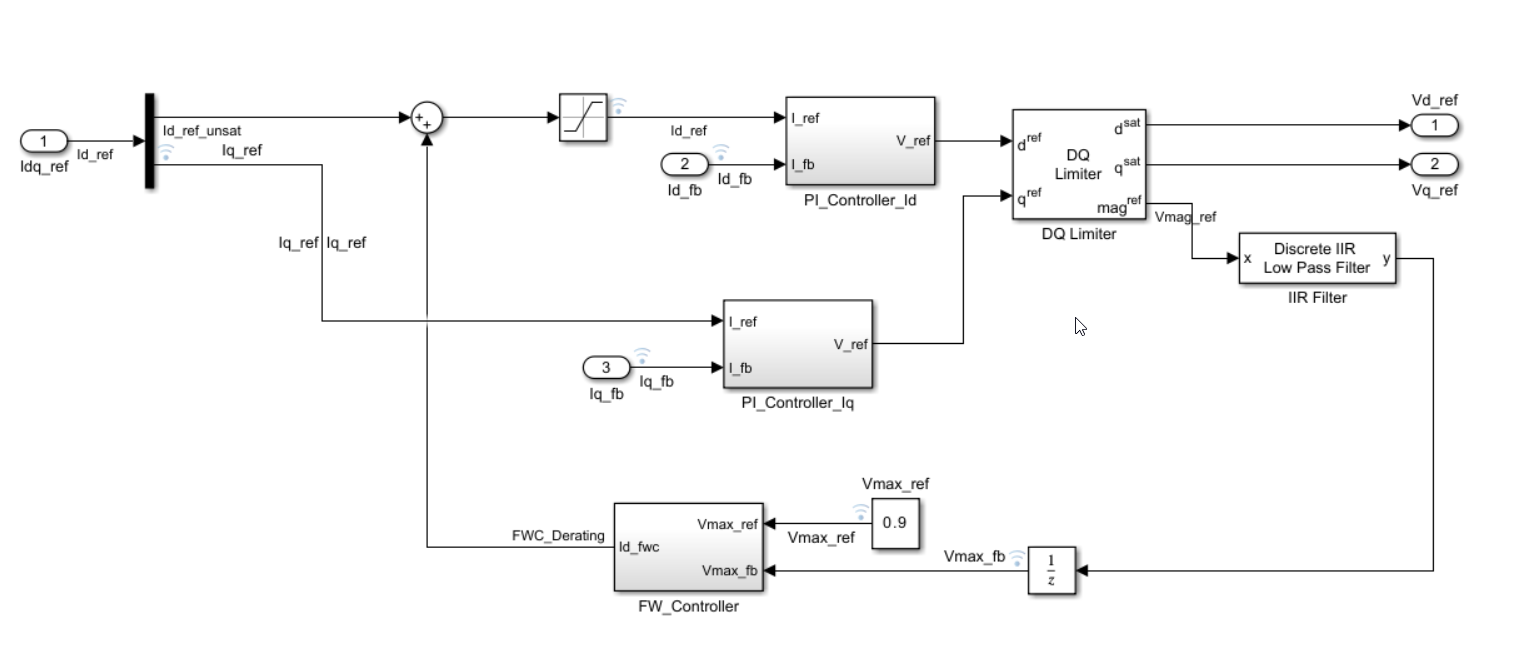 1
Idq_ref
Id_ref
Id_ref_unsat
Iq_ref
Iq_ref
Iq_ref
+
+
Id_ref
2
Id_fb
Id_fb
I_ref
I_fb
V_ref
PI_Controller_Id
d^ref
q^ref
DQ
Limiter
d^sat
q^sat
mag^ref
DQ Limiter
Vd_ref
1
2
Vq_ref
Vmag_ref
x
Discrete IIR
Low Pass Filter
y
IIR Filter
3
Iq_fb
Iq_fb
I_ref
I_fb
V_ref
PI_Controller_Iq
FWC_Derating
Id_fwc
Vmax_ref
Vmax_fb
FW_Controller
Vmax_ref
0.9
Vmax_ref
Vmax_fb
1
z